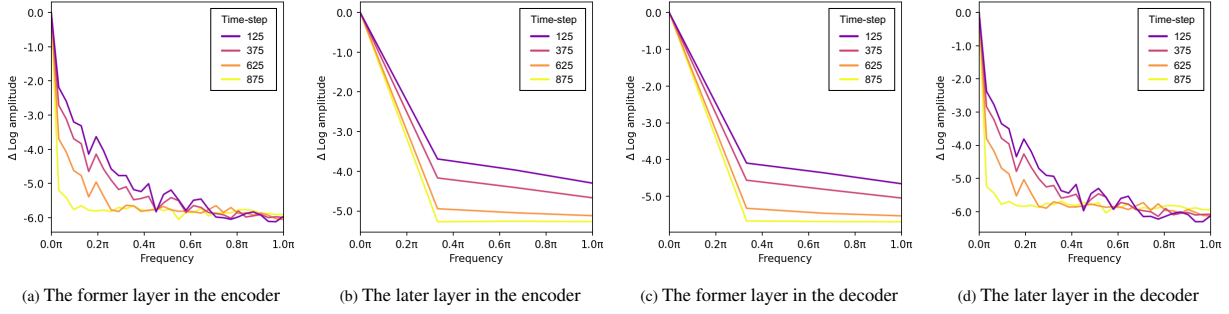 0.0
-1.0
-2.0
-3.0
-4.0
-5.0
-6.0
Δ Log amplitude
0.0π
0.2π
0.4π
0.6π
0.8π
1.0π
Frequency
Time-step
125
375
625
875
(a) The former layer in the encoder
0.0
-1.0
-2.0
-3.0
-4.0
-5.0
Δ Log amplitude
0.0π
0.2π
0.4π
0.6π
0.8π
1.0π
Frequency
Time-step
125
375
625
875
(b) The later layer in the encoder
0.0
-1.0
-2.0
-3.0
-4.0
-5.0
Δ Log amplitude
0.0π
0.2π
0.4π
0.6π
0.8π
1.0π
Frequency
Time-step
125
375
625
875
(c) The former layer in the decoder
0.0
-1.0
-2.0
-3.0
-4.0
-5.0
-6.0
Δ Log amplitude
0.0π
0.2π
0.4π
0.6π
0.8π
1.0π
Frequency
Time-step
125
375
625
875
(d) The later layer in the decoder